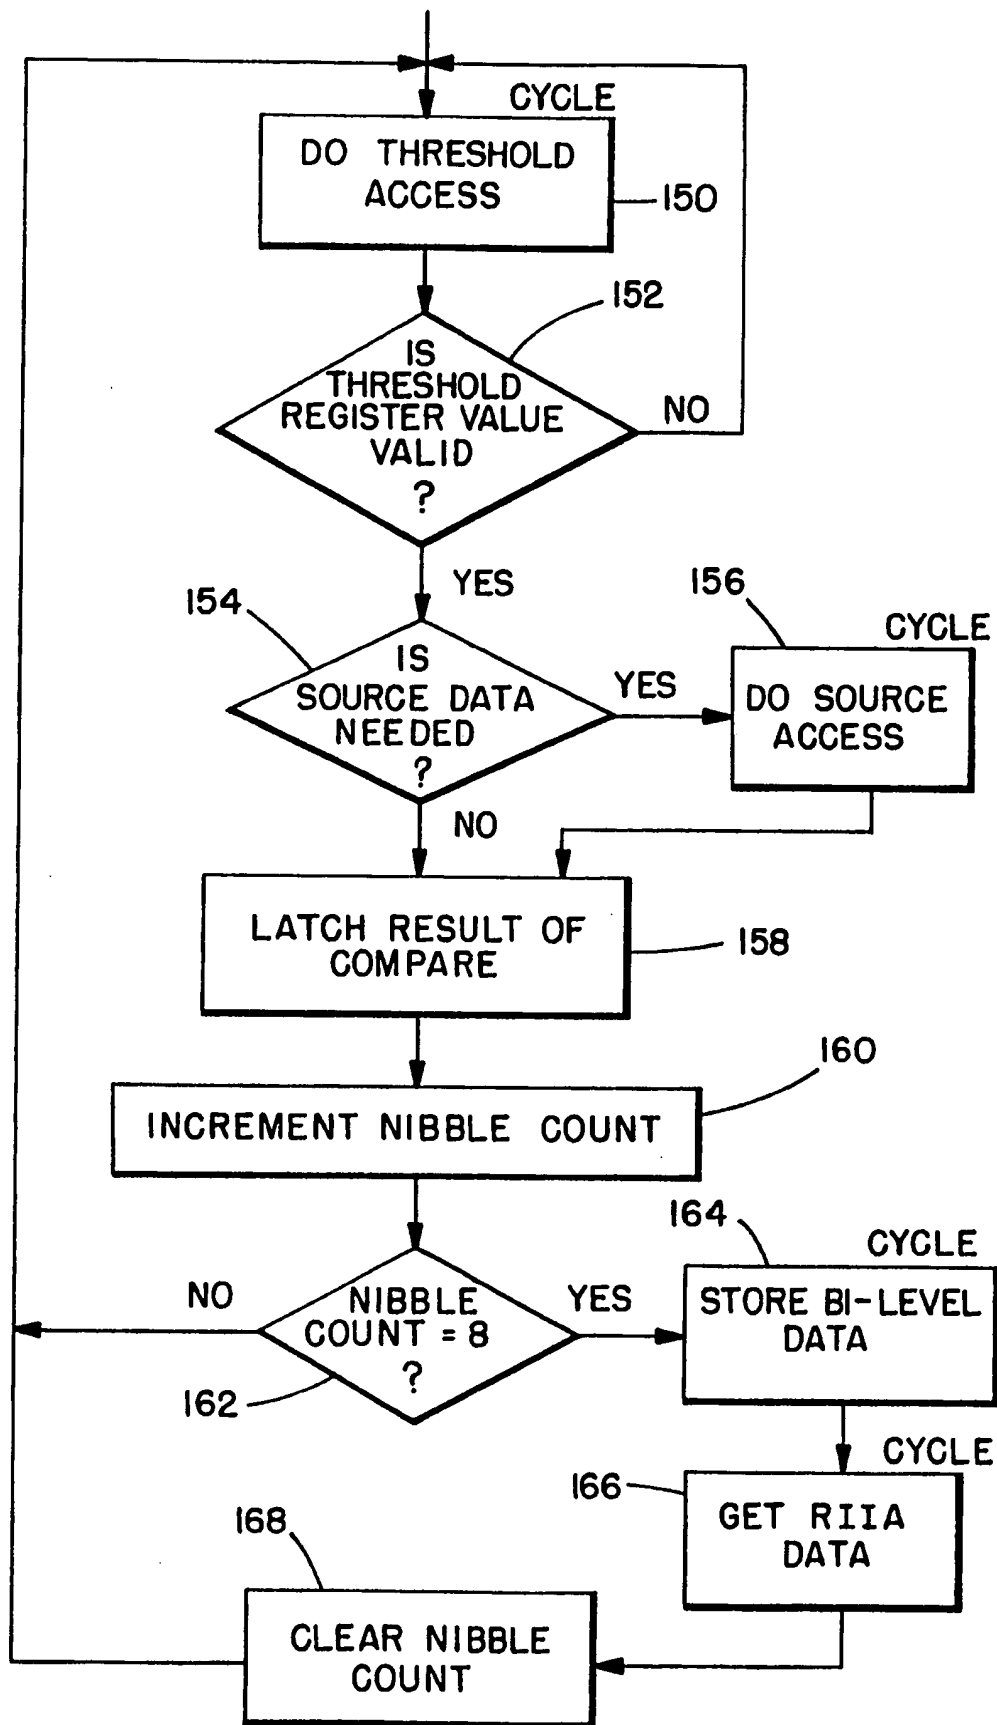 CYCLE
DO THRESHOLD
ACCESS
150
152
IS
THRESHOLD
REGISTER VALUE
VALID
?
NO
YES
154
IS
SOURCE DATA
NEEDED
?
YES
156
CYCLE
DO SOURCE
ACCESS
NO
LATCH RESULT OF
COMPARE
158
160
INCREMENT NIBBLE COUNT
NO
NIBBLE
COUNT = 8
?
162
YES
164
CYCLE
STORE BI-LEVEL
DATA
CYCLE
166
GET RIIA
DATA
168
CLEAR NIBBLE
COUNT